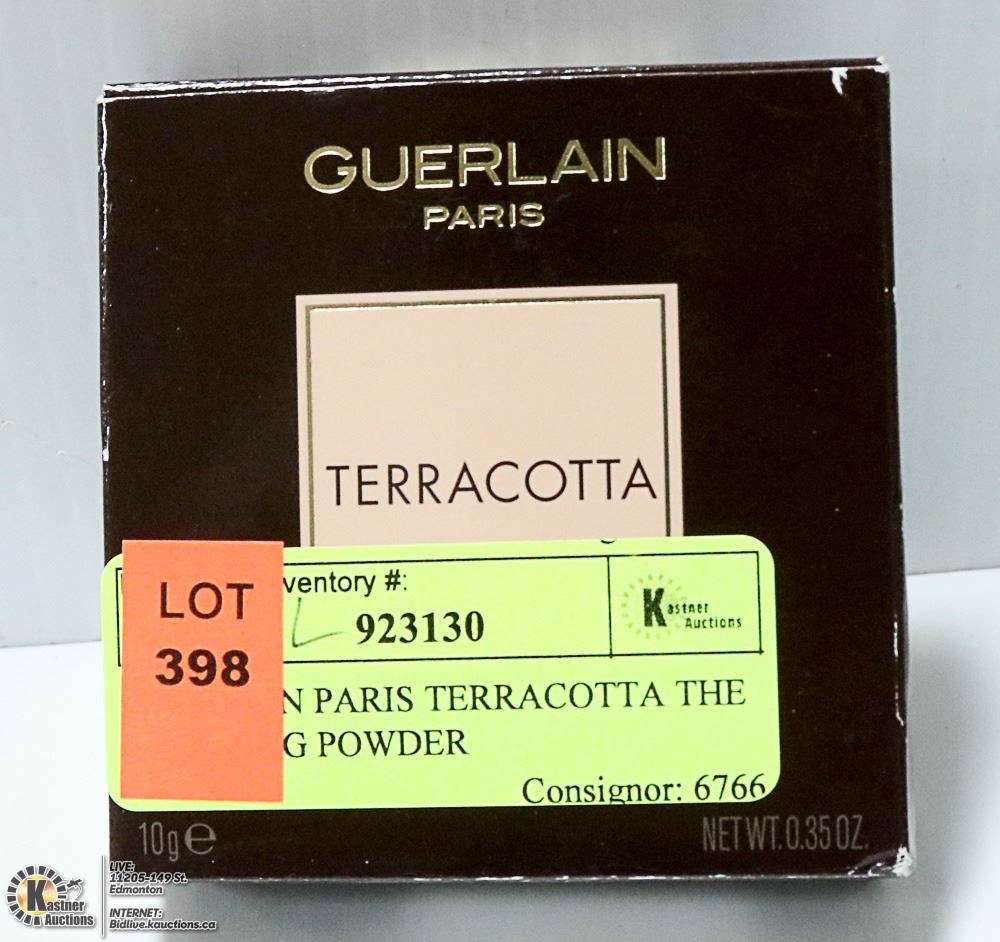 GUERLAIN
PARIS
TERRACOTTA
LOT
398
ventory #:
923130
Kastner
Auctions
N PARIS TERRACOTTA THE
G POWDER
Consignor: 6766
10g e
NET WT. 0.35 OZ.
Kastner
Auctions
LIVE:
11205-149 St.
Edmonton
INTERNET:
Bidlive.kauctions.ca